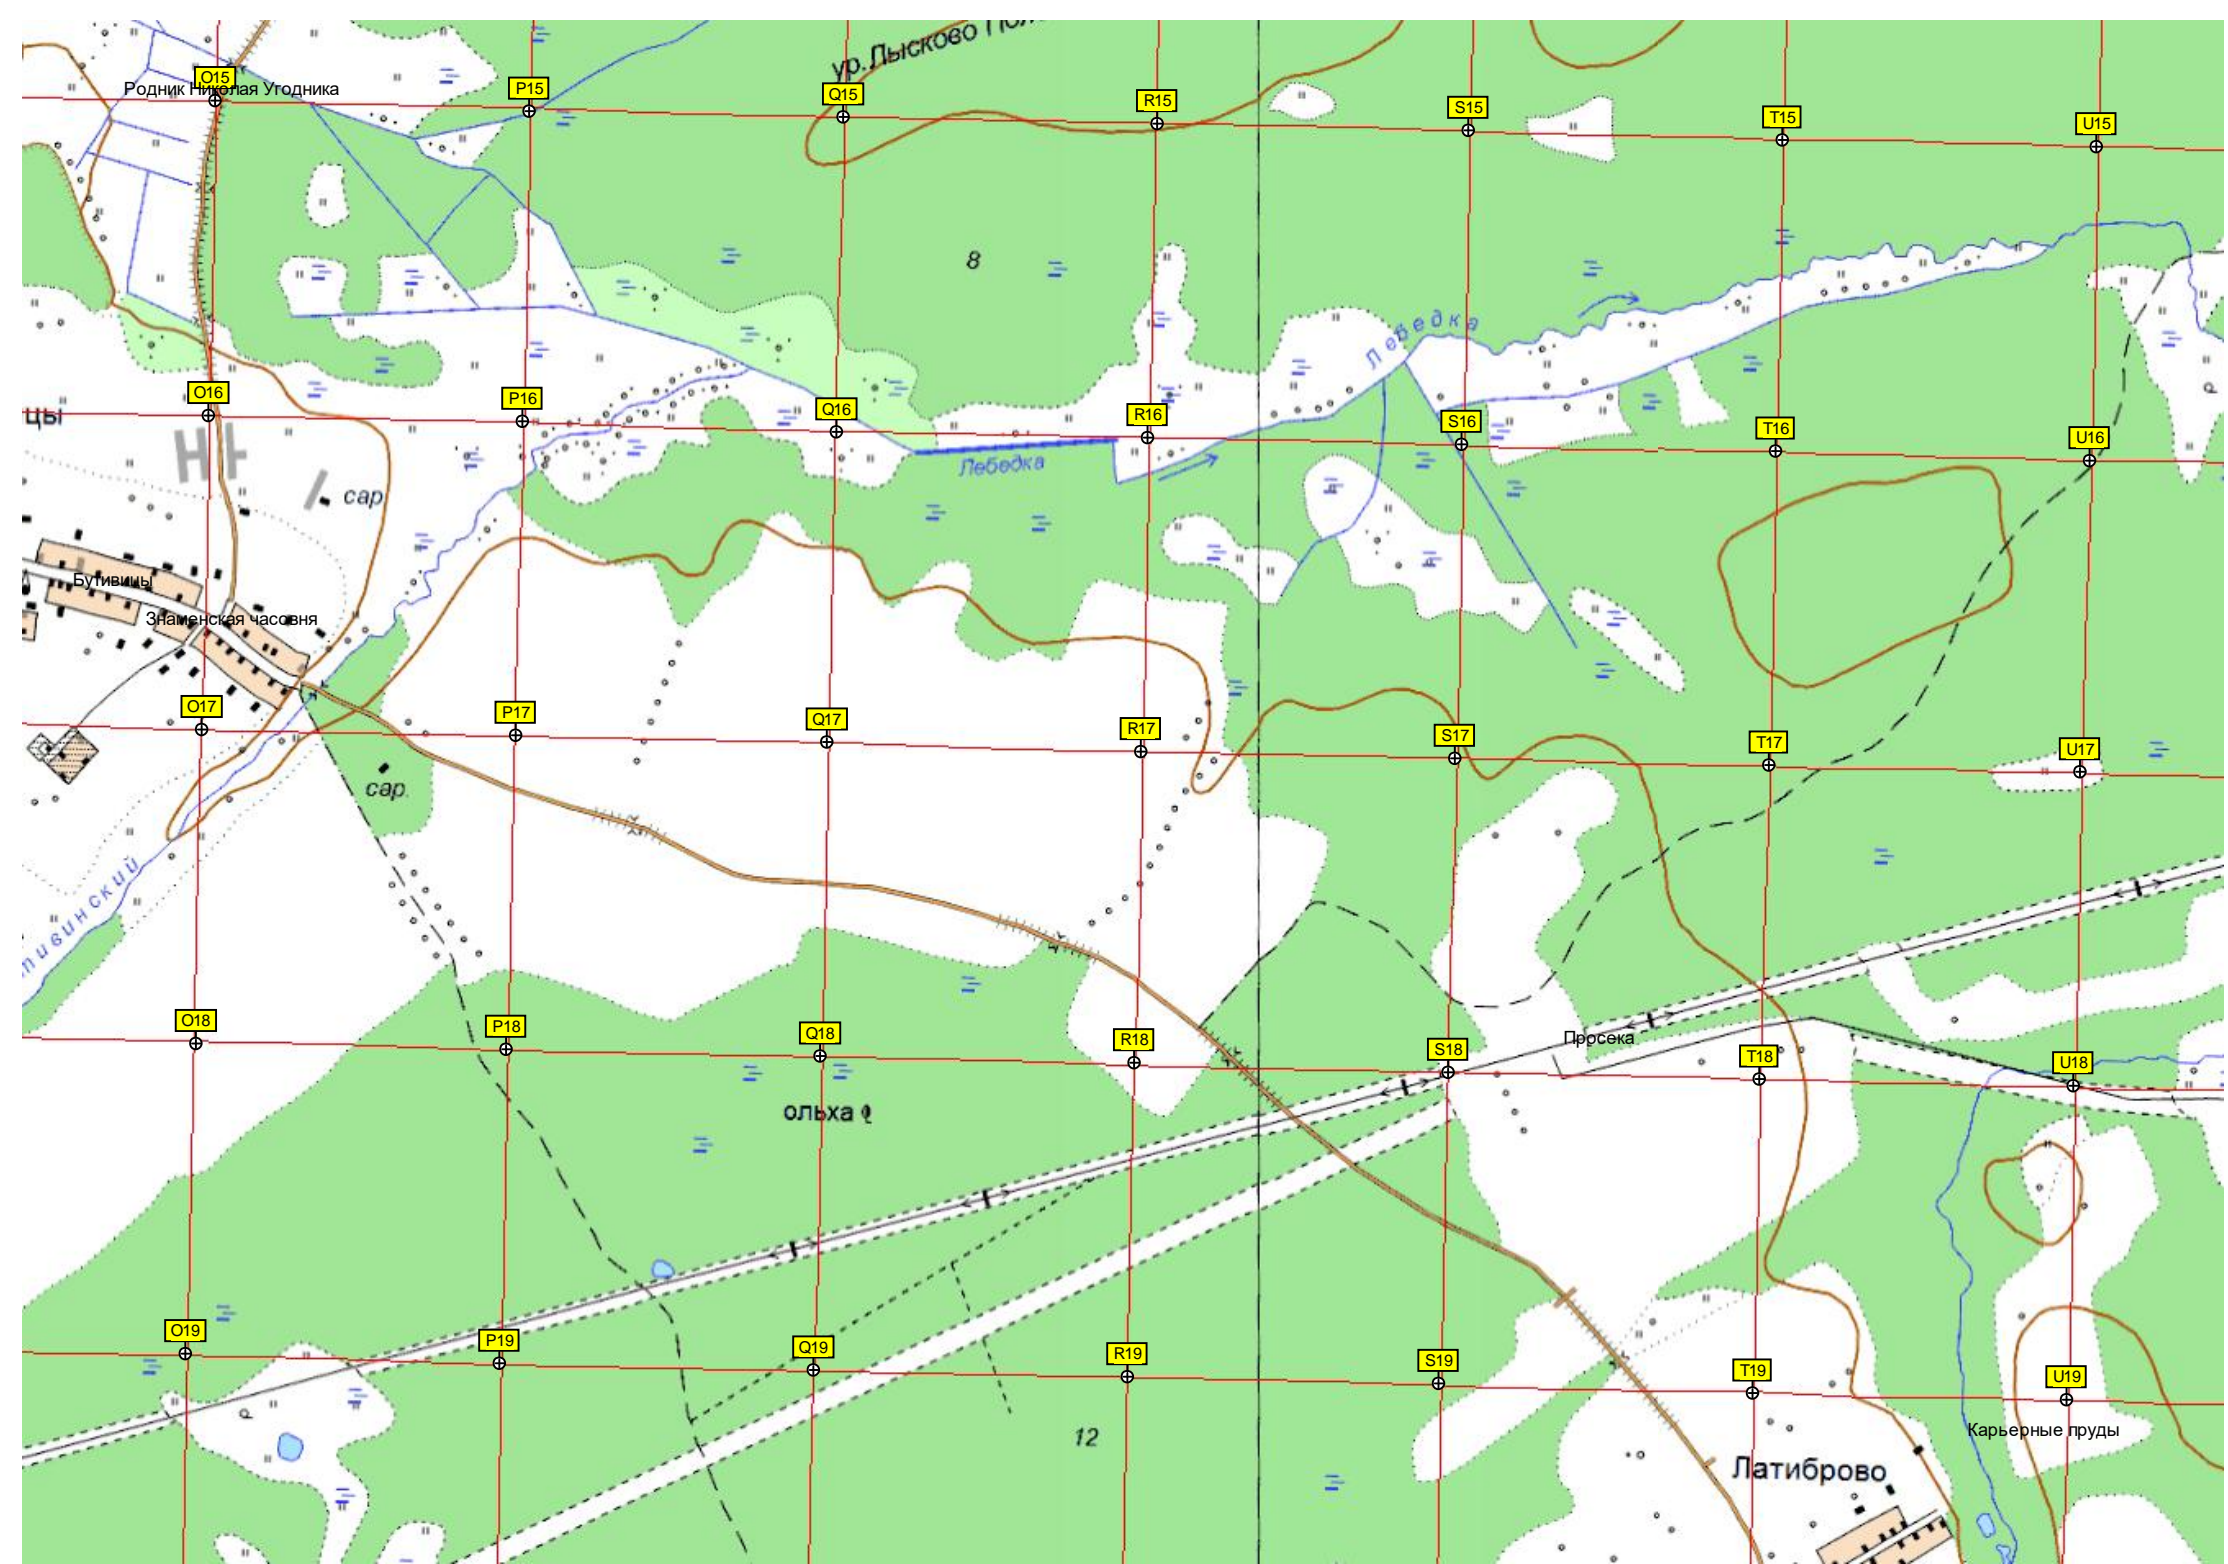 ур.Лысково
O15
Родник Николая Угодника
P15
Q15
R15
S15
T15
U15
8
Лебедка
O16
P16
Q16
R16
S16
T16
U16
цы
Лебедка
сар.
Бутивицы
Знаменская часовня
O17
P17
Q17
R17
S17
T17
U17
сар.
тивинский
O18
P18
Q18
R18
S18
Просека
T18
U18
ольха
O19
P19
Q19
R19
S19
T19
U19
12
Карьерные пруды
Латиброво